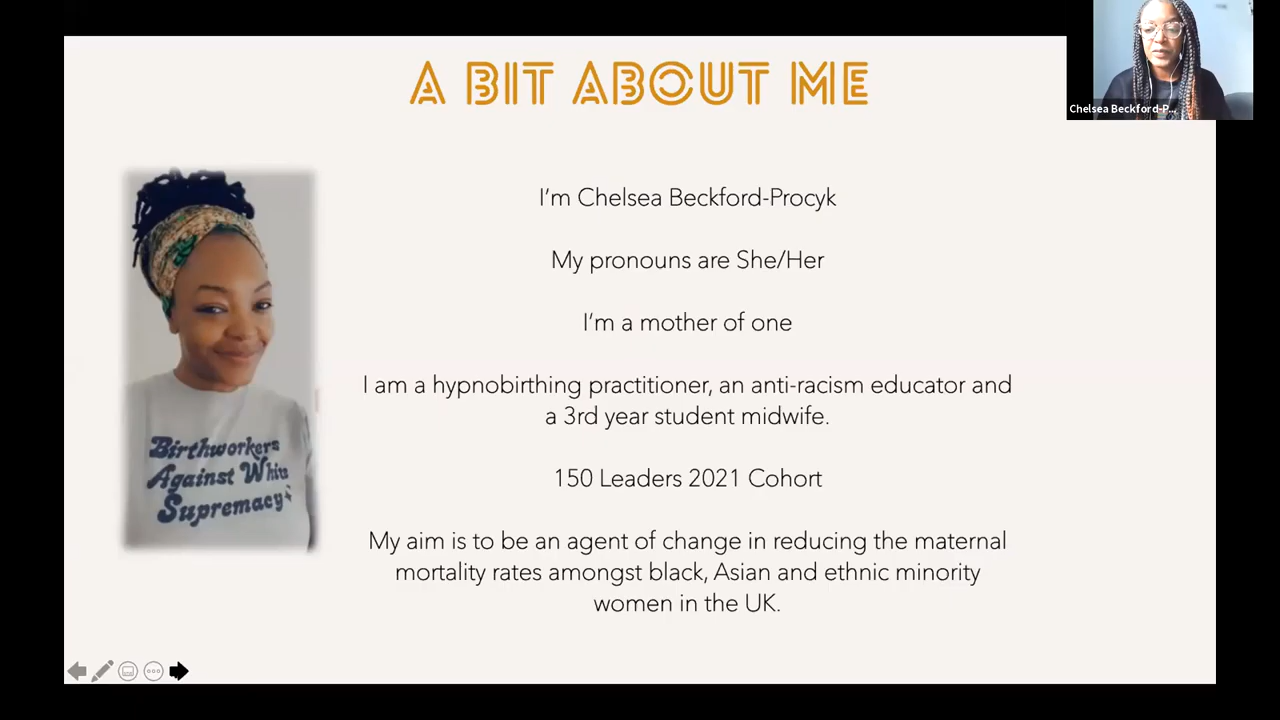 A BIT ABOUT ME
Chelsea Beckford-P...
I'm Chelsea Beckford-Procyk
My pronouns are She/Her
I'm a mother of one
I am a hypnobirthing practitioner, an anti-racism educator and
a 3rd year student midwife.
150 Leaders 2021 Cohort
My aim is to be an agent of change in reducing the maternal
mortality rates amongst black, Asian and ethnic minority
women in the UK.
Birthworkers
Against White
Supremacy